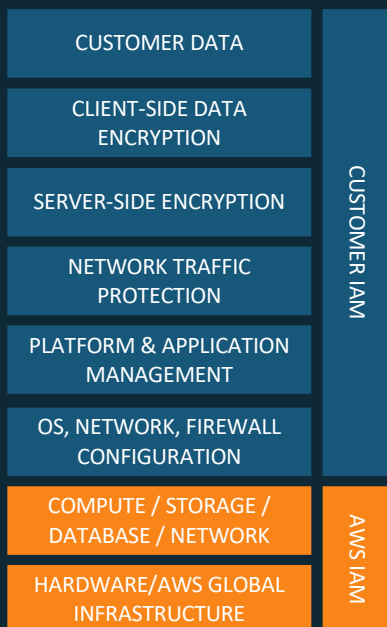 CUSTOMER DATA
CLIENT-SIDE DATA
ENCRYPTION
SERVER-SIDE ENCRYPTION
NETWORK TRAFFIC
PROTECTION
PLATFORM & APPLICATION
MANAGEMENT
OS, NETWORK, FIREWALL
CONFIGURATION
CUSTOMER IAM
COMPUTE / STORAGE /
DATABASE / NETWORK
HARDWARE/AWS GLOBAL
INFRASTRUCTURE
AWS IAM